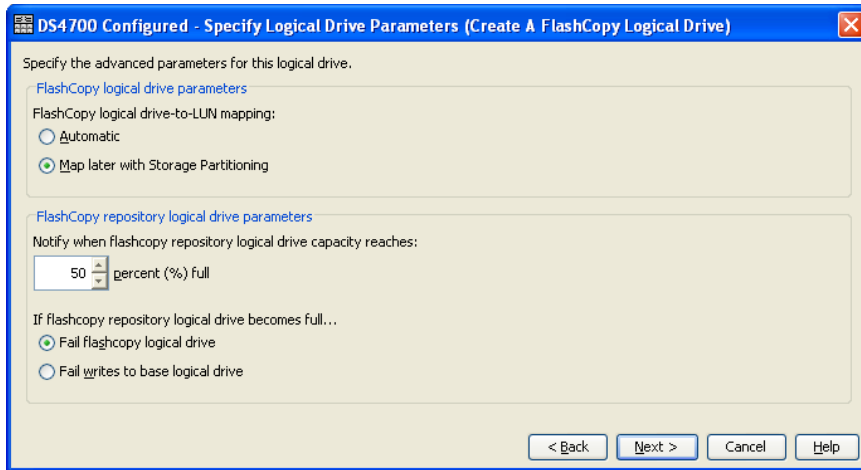 DS4700 Configured - Specify Logical Drive Parameters (Create A FlashCopy Logical Drive)
Specify the advanced parameters for this logical drive.
FlashCopy logical drive parameters
FlashCopy logical drive-to-LUN mapping:
Automatic
Map later with Storage Partitioning
FlashCopy repository logical drive parameters
Notify when flashcopy repository logical drive capacity reaches:
50 percent (%) full
If flashcopy repository logical drive becomes full...
Fail flashcopy logical drive
Fail writes to base logical drive
< Back Next > Cancel Help